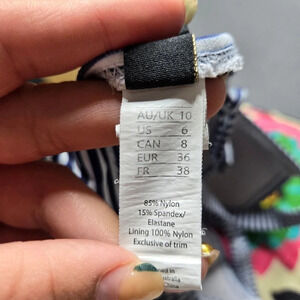 AU/UK 10
US 6
CAN 8
EUR 36
FR 38
85% Nylon
15% Spandex/
Elastane
Lining 100% Nylon
Exclusive of trim
in